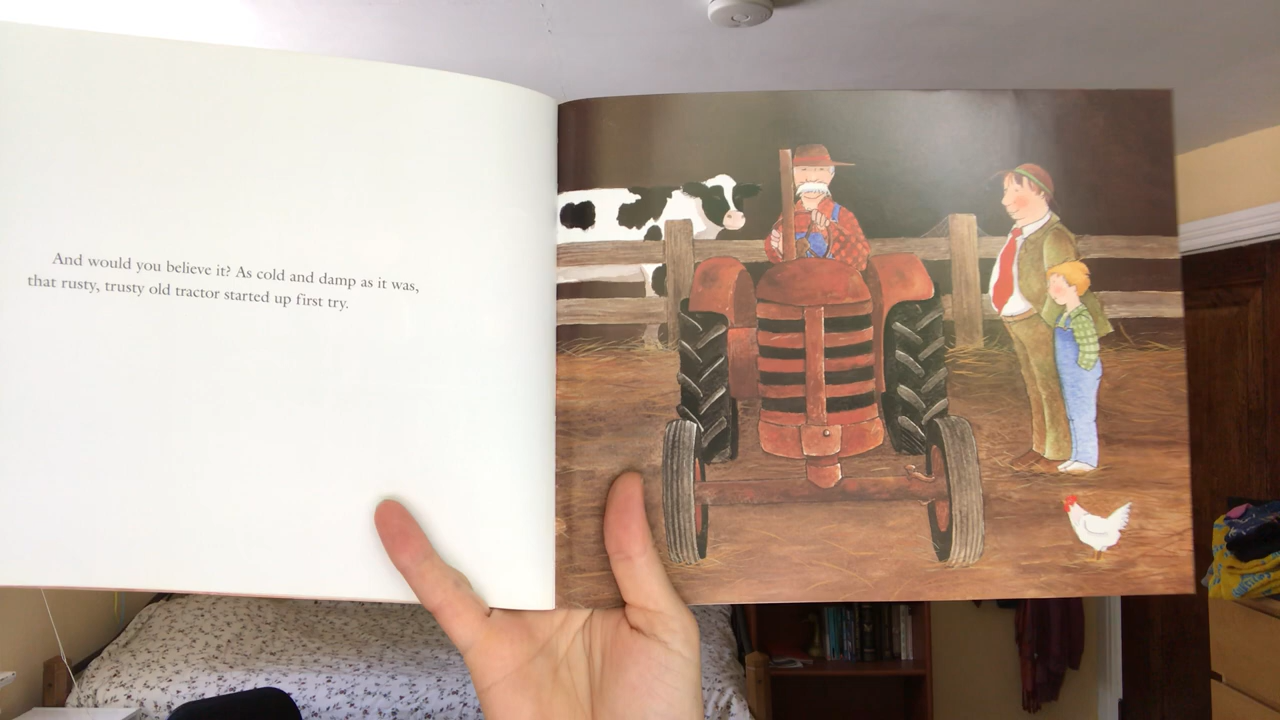 And would you believe it? As cold and damp as it was,
that rusty, trusty old tractor started up first try.